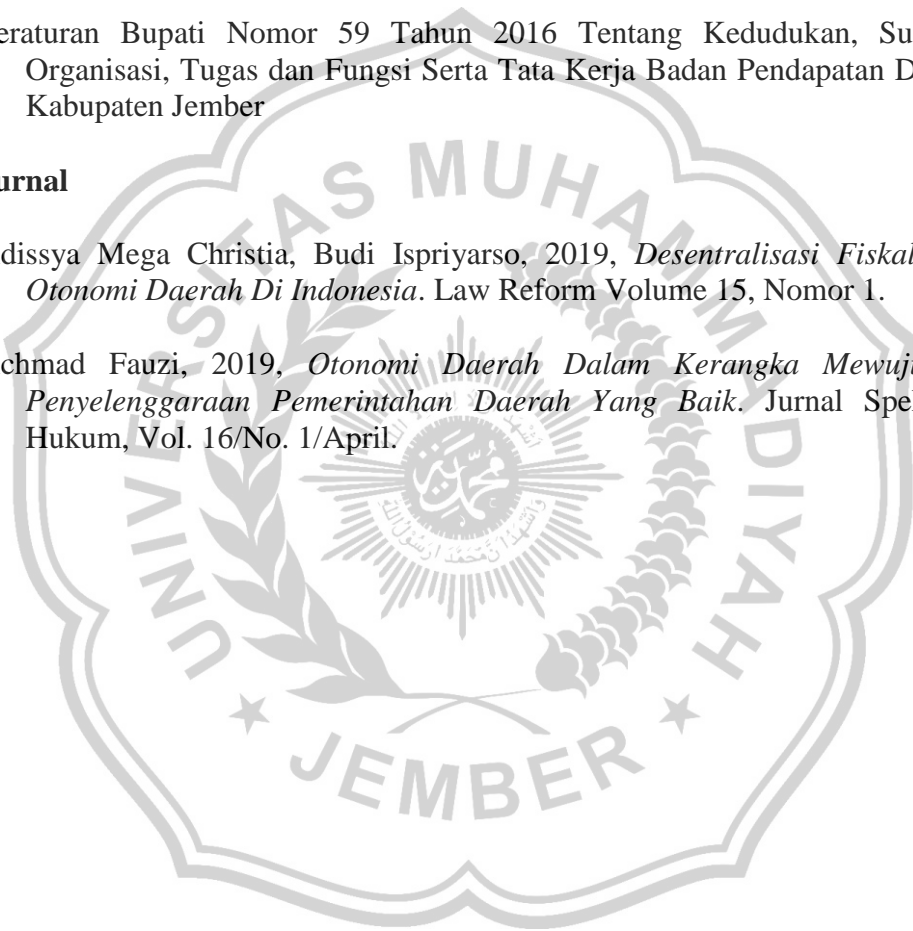 eraturan Bupati Nomor 59 Tahun 2016 Tentang Kedudukan, Su
Organisasi, Tugas dan Fungsi Serta Tata Kerja Badan Pendapatan D
Kabupaten Jember
urnal
dissya Mega Christia, Budi Ispriyarso, 2019, Desentralisasi Fiskal
Otonomi Daerah Di Indonesia. Law Reform Volume 15, Nomor 1.
chmad Fauzi, 2019, Otonomi Daerah Dalam Kerangka Mewuj
Penyelenggaraan Pemerintahan Daerah Yang Baik. Jurnal Spe
Hukum, Vol. 16/No. 1/April.
UNIVERSITAS MUHAMMADIYAH
JEMBER